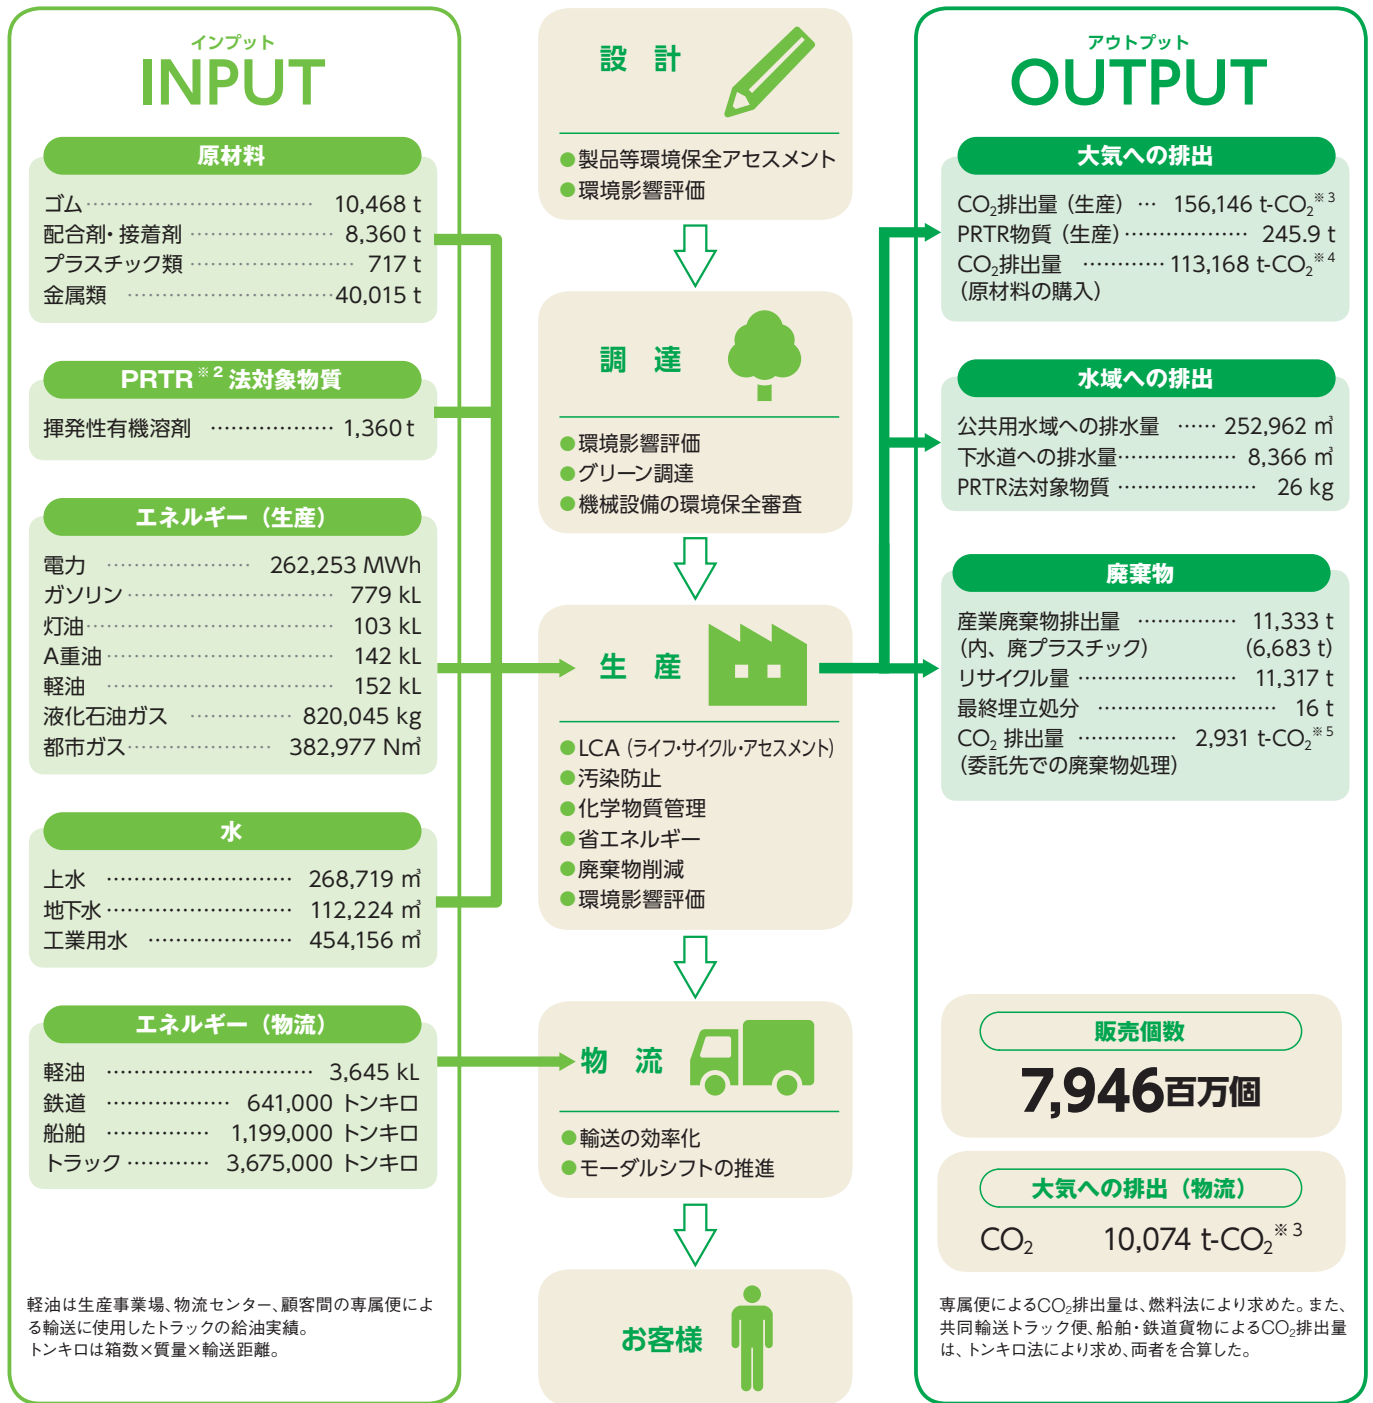 インプット
INPUT
原材料
ゴム 10,468 t
配合剤・接着剤 8,360 t
プラスチック類 717 t
金属類 40,015 t
PRTR※2 法対象物質
揮発性有機溶剤 1,360 t
エネルギー（生産）
電力 262,253 MWh
ガソリン 779 kL
灯油 103 kL
A重油 142 kL
軽油 152 kL
液化石油ガス 820,045 kg
都市ガス 382,977 Nm³
水
上水 268,719 m³
地下水 112,224 m³
工業用水 454,156 m³
エネルギー（物流）
軽油 3,645 kL
鉄道 641,000 トンキロ
船舶 1,199,000 トンキロ
トラック 3,675,000 トンキロ
軽油は生産事業場、物流センター、顧客間の専属便によ
る輸送に使用したトラックの給油実績。
トンキロは箱数×質量×輸送距離。
設計
●製品等環境保全アセスメント
●環境影響評価
調達
●環境影響評価
●グリーン調達
●機械設備の環境保全審査
生産
●LCA（ライフ・サイクル・アセスメント）
●汚染防止
●化学物質管理
●省エネルギー
●廃棄物削減
●環境影響評価
物流
●輸送の効率化
●モーダルシフトの推進
お客様
アウトプット
OUTPUT
大気への排出
CO₂排出量（生産） … 156,146 t-CO₂※3
PRTR物質（生産） 245.9 t
CO₂排出量 113,168 t-CO₂※4
（原材料の購入）
水域への排出
公共用水域への排水量 252,962 m³
下水道への排水量 8,366 m³
PRTR法対象物質 26 kg
廃棄物
産業廃棄物排出量 11,333 t
（内、廃プラスチック） (6,683 t)
リサイクル量 11,317 t
最終埋立処分 16 t
CO₂ 排出量 2,931 t-CO₂※5
（委託先での廃棄物処理）
販売個数
7,946百万個
大気への排出（物流）
CO₂ 10,074 t-CO₂※3
専属便によるCO₂排出量は、燃料法により求めた。また、
共同輸送トラック便、船舶・鉄道貨物によるCO₂排出量
は、トンキロ法により求め、両者を合算した。